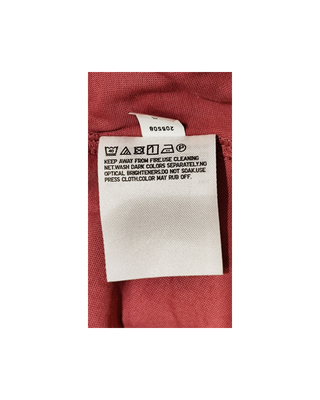 208508
KEEP AWAY FROM FIRE.USE CLEANING
NET.WASH DARK COLORS SEPARATELY.NO
OPTICAL BRIGHTENERS.DO NOT SOAK.USE
PRESS CLOTH.COLOR MAY RUB OFF.